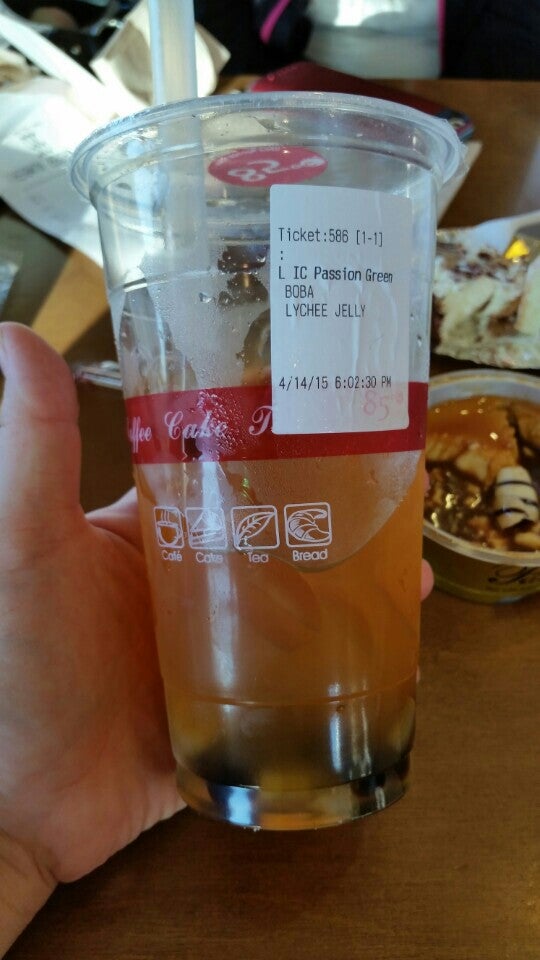 85
Ticket:586 [1-1]
:
L IC Passion Green
BOBA
LYCHEE JELLY
4/14/15 6:02:30 PM
85
Cake
Café Cake Tea Bread